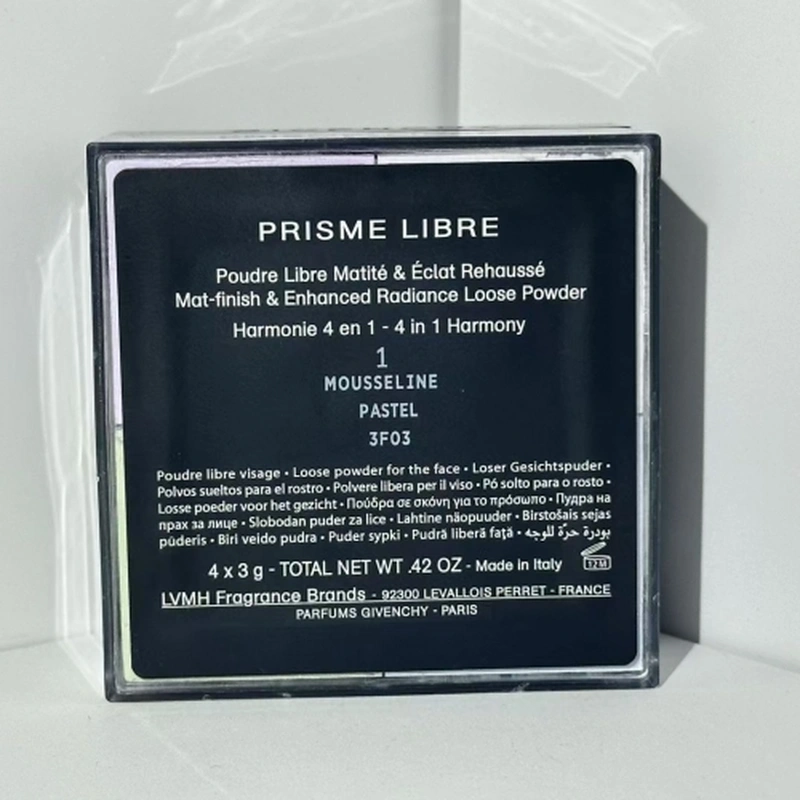 PRISME LIBRE
Poudre Libre Matité & Éclat Rehaussé
Mat-finish & Enhanced Radiance Loose Powder
Harmonie 4 en 1 - 4 in 1 Harmony
1
MOUSSELINE
PASTEL
3F03
Poudre libre visage • Loose powder for the face • Loser Gesichtspuder •
Polvos sueltos para el rostro • Polvere libera per il viso • Pó solto para o rosto •
Losse poeder voor het gezicht • Πούδρα σε σκόνη για το πρόσωπο • Пудра на
прах за лице • Slobodan puder za lice • Lahtine näopuuder • Birstošais sejas
pūderis • Biri veido pudra • Puder sypki • Pudră liberă faţă • بودرة حرّة للوجه
12M
4 x 3 g - TOTAL NET WT .42 OZ - Made in Italy
LVMH Fragrance Brands - 92300 LEVALLOIS PERRET - FRANCE
PARFUMS GIVENCHY - PARIS